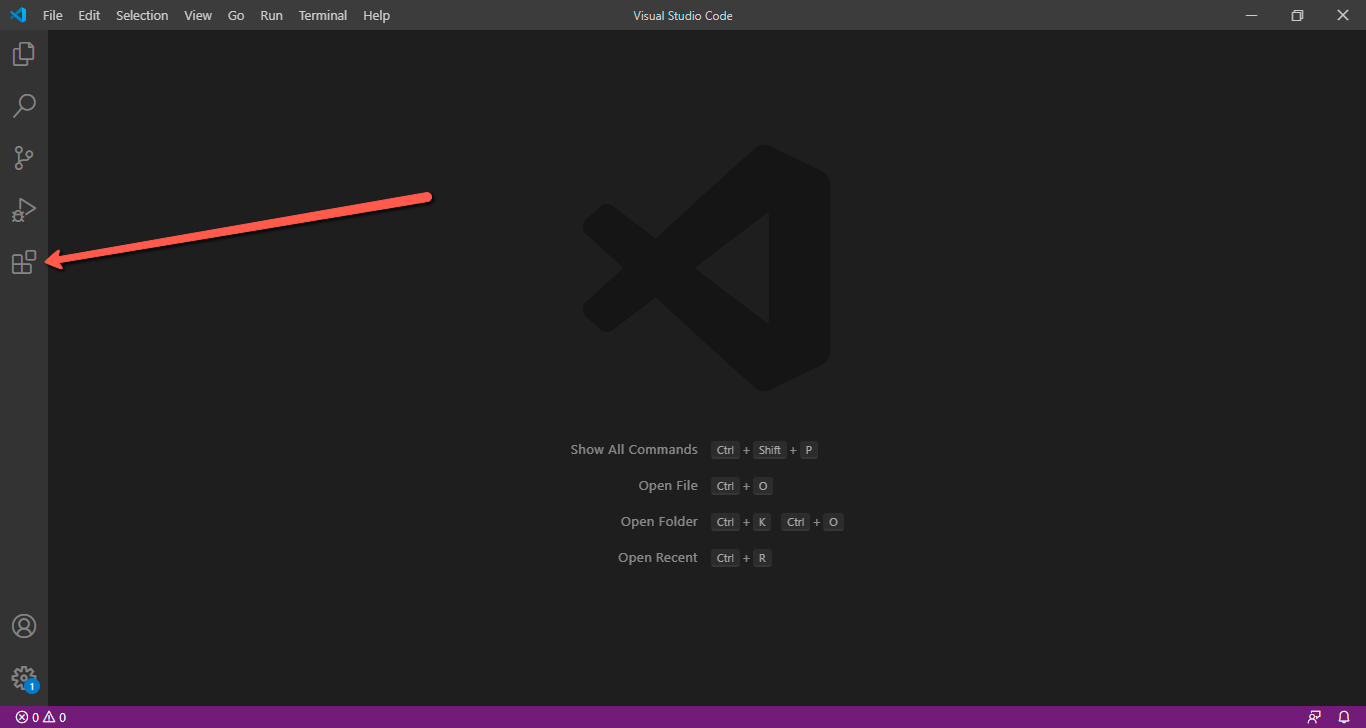 File Edit Selection View Go Run Terminal Help Visual Studio Code
Show All Commands Ctrl + Shift + P
Open File Ctrl + O
Open Folder Ctrl + K Ctrl + O
Open Recent Ctrl + R
1
0 0